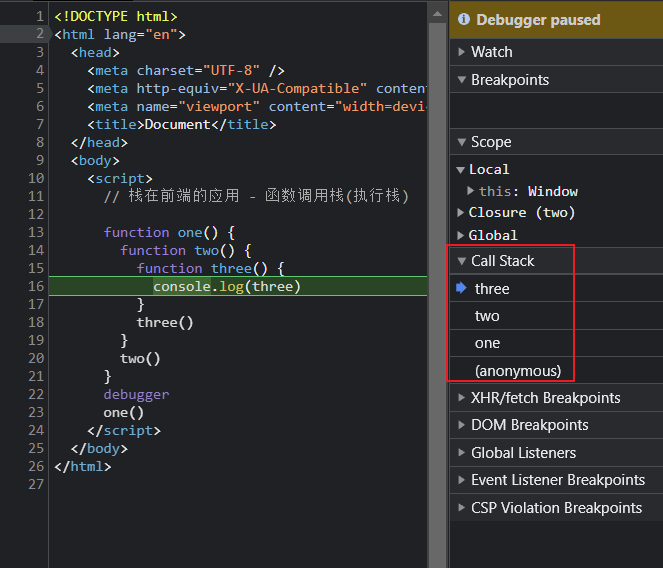 1 <!DOCTYPE html>
2 <html lang="en">
3 <head>
4 <meta charset="UTF-8" />
5 <meta http-equiv="X-UA-Compatible" content
6 <meta name="viewport" content="width=devi
7 <title>Document</title>
8 </head>
9 <body>
10 <script>
11 // 栈在前端的应用 - 函数调用栈(执行栈)
12
13 function one() {
14 function two() {
15 function three() {
16 console.log(three)
17 }
18 three()
19 }
20 two()
21 }
22 debugger
23 one()
24 </script>
25 </body>
26 </html>
27
Debugger paused
Watch
Breakpoints
Scope
Local
this: Window
Closure (two)
Global
Call Stack
three
two
one
(anonymous)
XHR/fetch Breakpoints
DOM Breakpoints
Global Listeners
Event Listener Breakpoints
CSP Violation Breakpoints